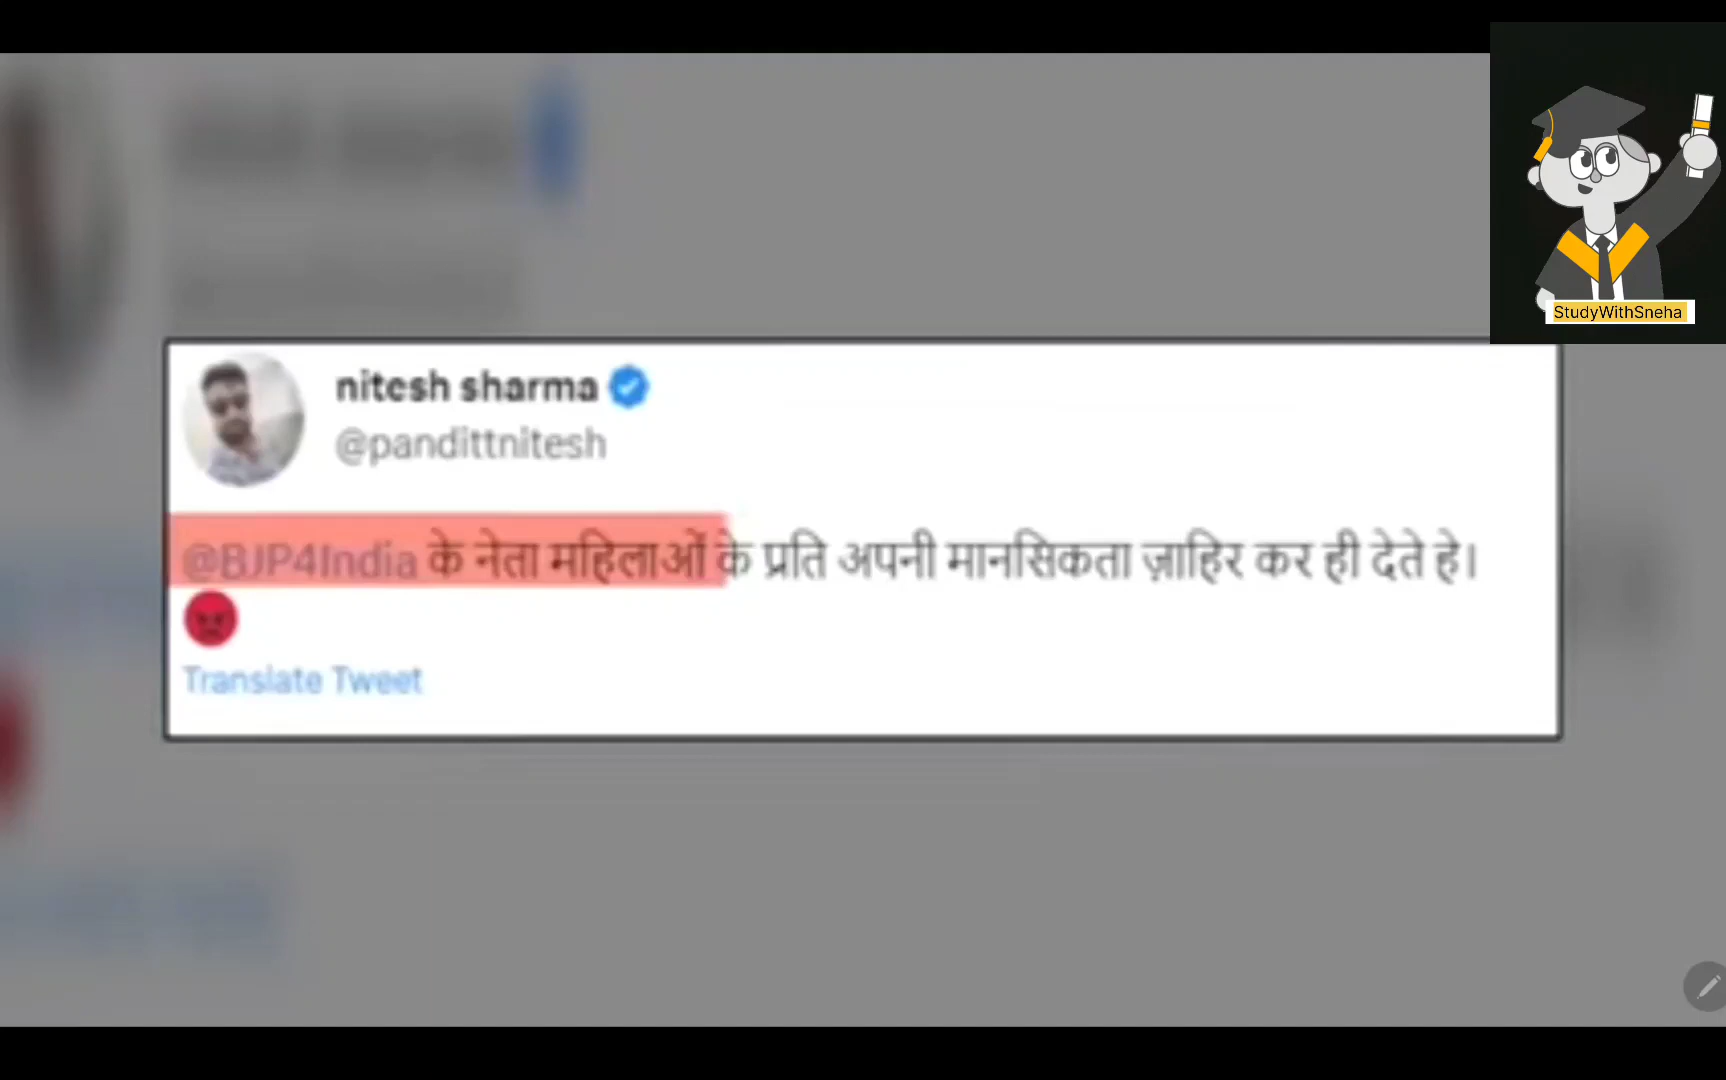 StudyWithSneha
nitesh sharma
@pandittnitesh
@BJP4India के नेता महिलाओं के प्रति अपनी मानसिकता ज़ाहिर कर ही देते हे।
😡
Translate Tweet